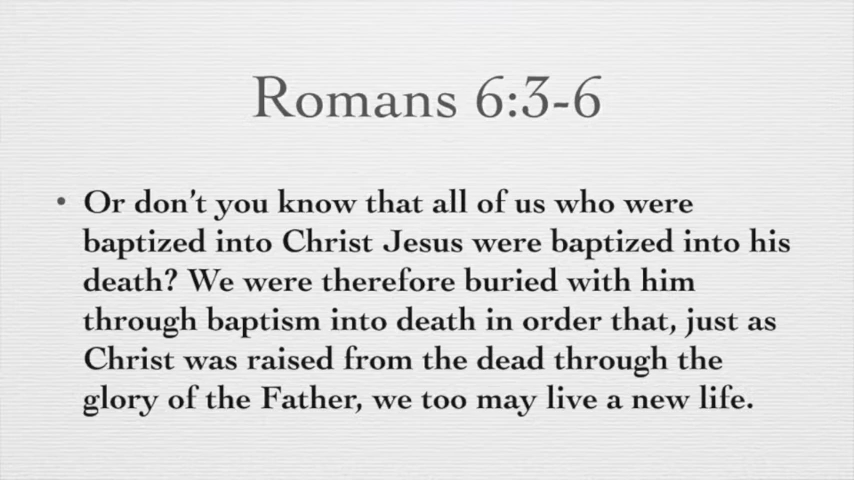 Romans 6:3-6
• Or don't you know that all of us who were
baptized into Christ Jesus were baptized into his
death? We were therefore buried with him
through baptism into death in order that, just as
Christ was raised from the dead through the
glory of the Father, we too may live a new life.